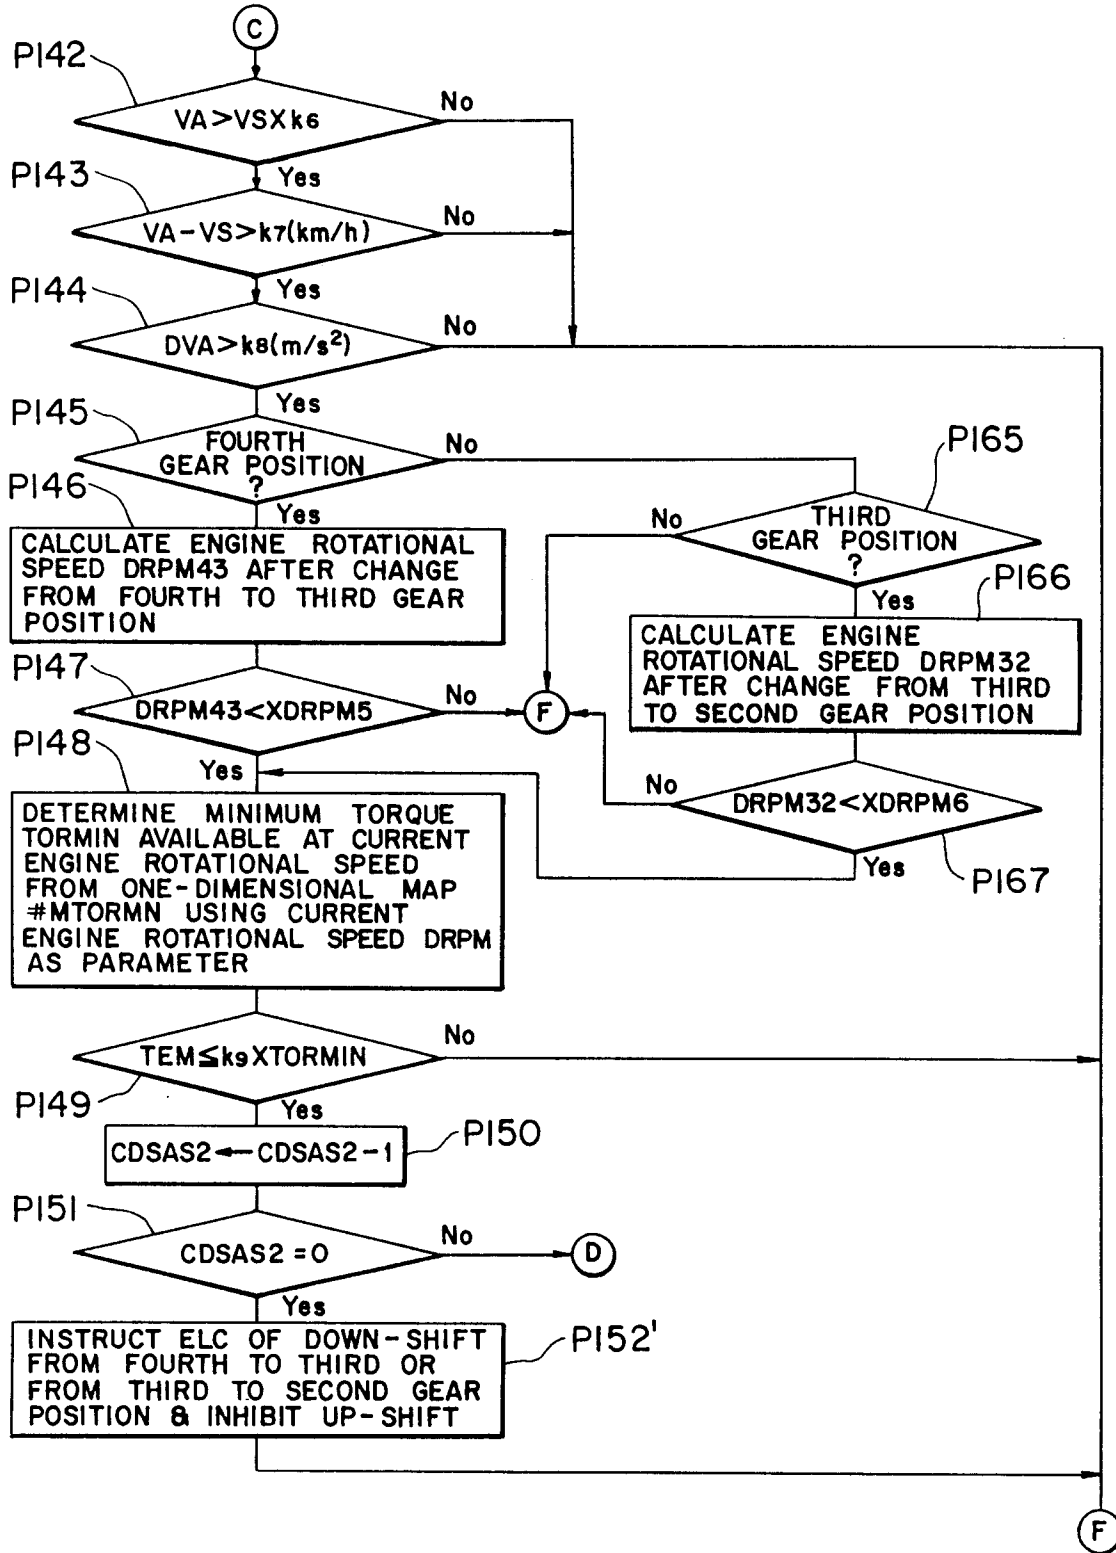 C
P142
VA>VSXk6
No
Yes
P143
VA-VS>k7(km/h)
No
Yes
P144
DVA>k8(m/s²)
No
Yes
P145
FOURTH
GEAR POSITION
?
No
Yes
P146
CALCULATE ENGINE ROTATIONAL
SPEED DRPM43 AFTER CHANGE
FROM FOURTH TO THIRD GEAR
POSITION
P165
THIRD
GEAR POSITION
?
No
Yes
P166
CALCULATE ENGINE
ROTATIONAL SPEED DRPM32
AFTER CHANGE FROM THIRD
TO SECOND GEAR POSITION
P147
DRPM43<XDRPM5
No
F
Yes
P167
DRPM32<XDRPM6
No
Yes
P148
DETERMINE MINIMUM TORQUE
TORMIN AVAILABLE AT CURRENT
ENGINE ROTATIONAL SPEED
FROM ONE-DIMENSIONAL MAP
#MTORMN USING CURRENT
ENGINE ROTATIONAL SPEED DRPM
AS PARAMETER
P149
TEM≦k9XTORMIN
No
Yes
P150
CDSAS2←CDSAS2-1
P151
CDSAS2=0
No
D
Yes
P152'
INSTRUCT ELC OF DOWN-SHIFT
FROM FOURTH TO THIRD OR
FROM THIRD TO SECOND GEAR
POSITION & INHIBIT UP-SHIFT
F